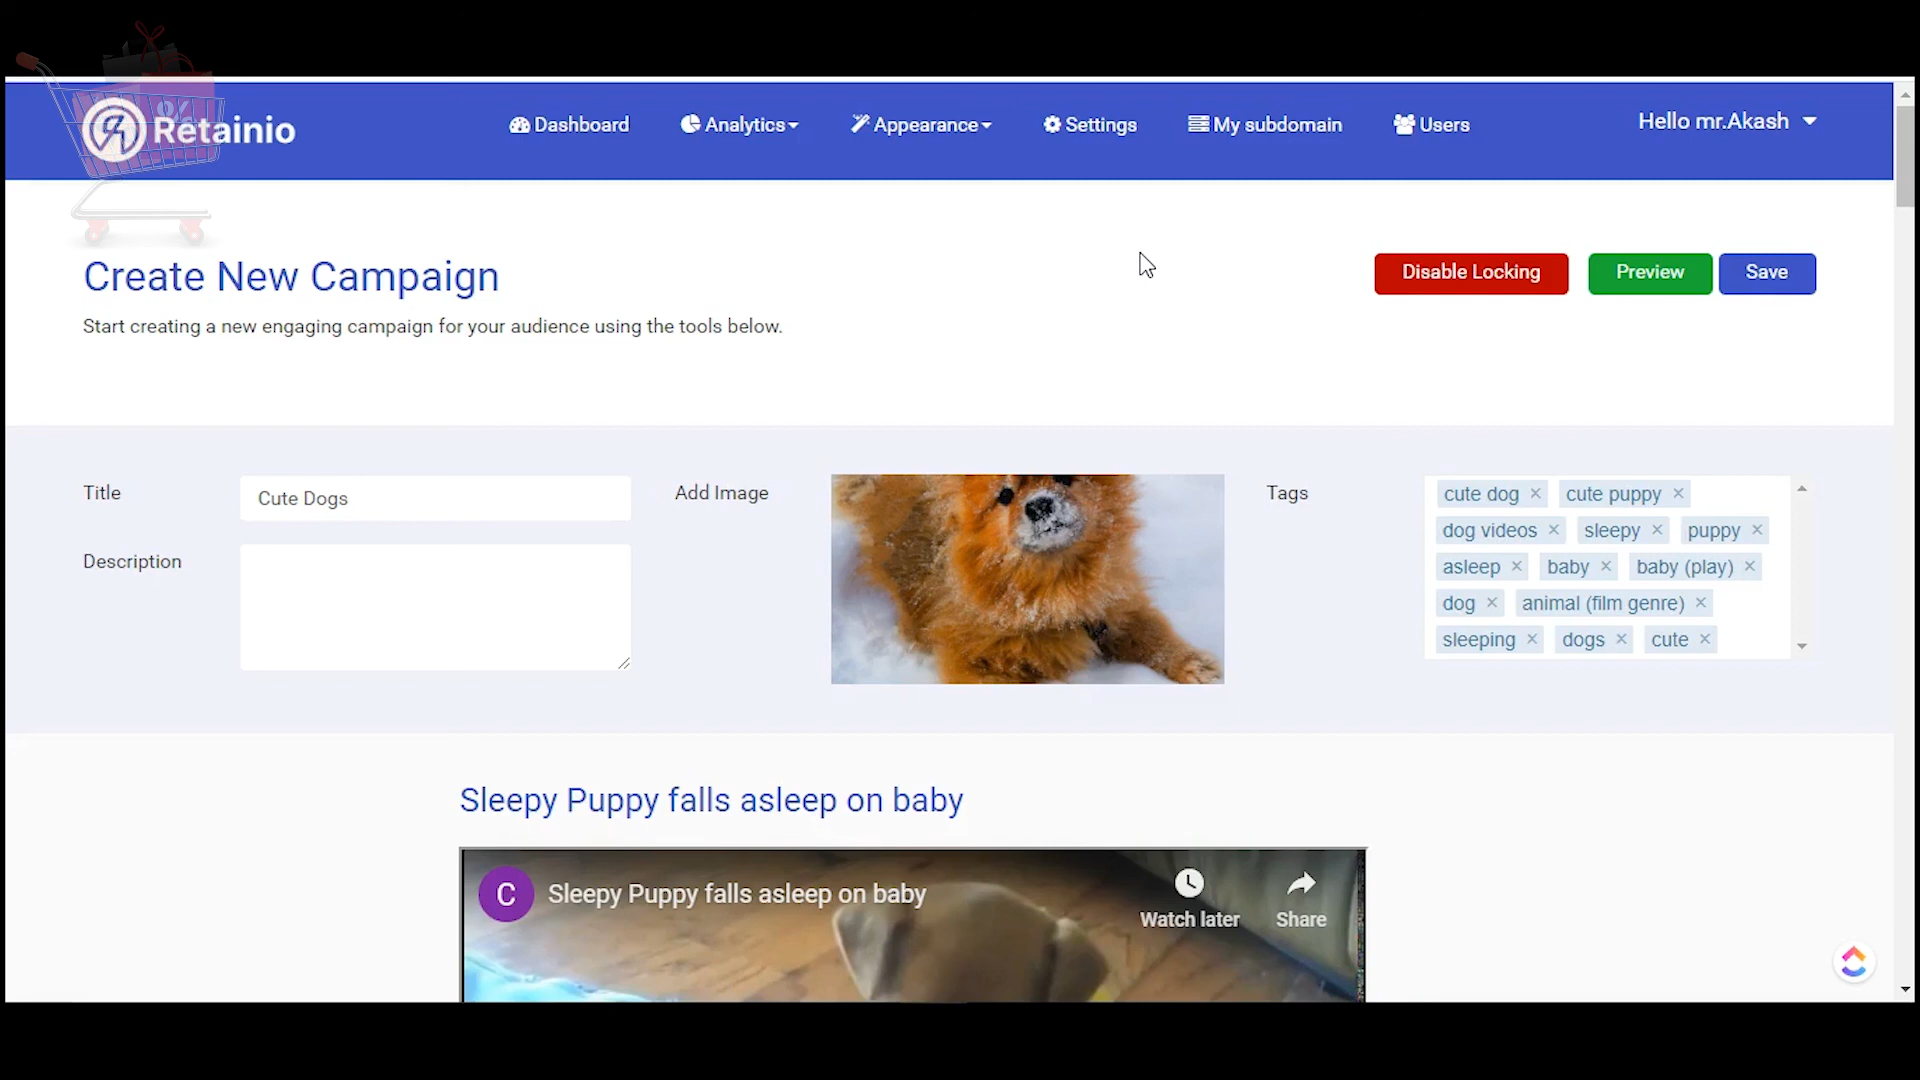 Retainio
Dashboard Analytics Appearance Settings My subdomain Users
Hello mr.Akash
Create New Campaign
Disable Locking Preview Save
Start creating a new engaging campaign for your audience using the tools below.
Title
Cute Dogs
Description
Add Image
Tags
cute dog × cute puppy ×
dog videos × sleepy × puppy ×
asleep × baby × baby (play) ×
dog × animal (film genre) ×
sleeping × dogs × cute ×
Sleepy Puppy falls asleep on baby
C Sleepy Puppy falls asleep on baby
Watch later Share